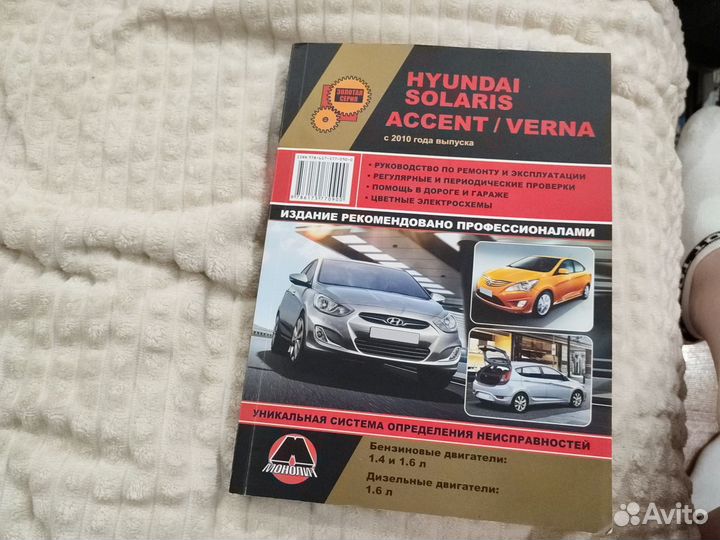 HYUNDAI
SOLARIS
ACCENT / VERNA
с 2010 года выпуска
ЗОЛОТАЯ
СЕРИЯ
• РУКОВОДСТВО ПО РЕМОНТУ И ЭКСПЛУАТАЦИИ
• РЕГУЛЯРНЫЕ И ПЕРИОДИЧЕСКИЕ ПРОВЕРКИ
• ПОМОЩЬ В ДОРОГЕ И ГАРАЖЕ
• ЦВЕТНЫЕ ЭЛЕКТРОСХЕМЫ
ИЗДАНИЕ РЕКОМЕНДОВАНО ПРОФЕССИОНАЛАМИ
УНИКАЛЬНАЯ СИСТЕМА ОПРЕДЕЛЕНИЯ НЕИСПРАВНОСТЕЙ
МОНОЛИТ
Бензиновые двигатели:
1.4 и 1.6 л
Дизельные двигатели:
1.6 л
Avito